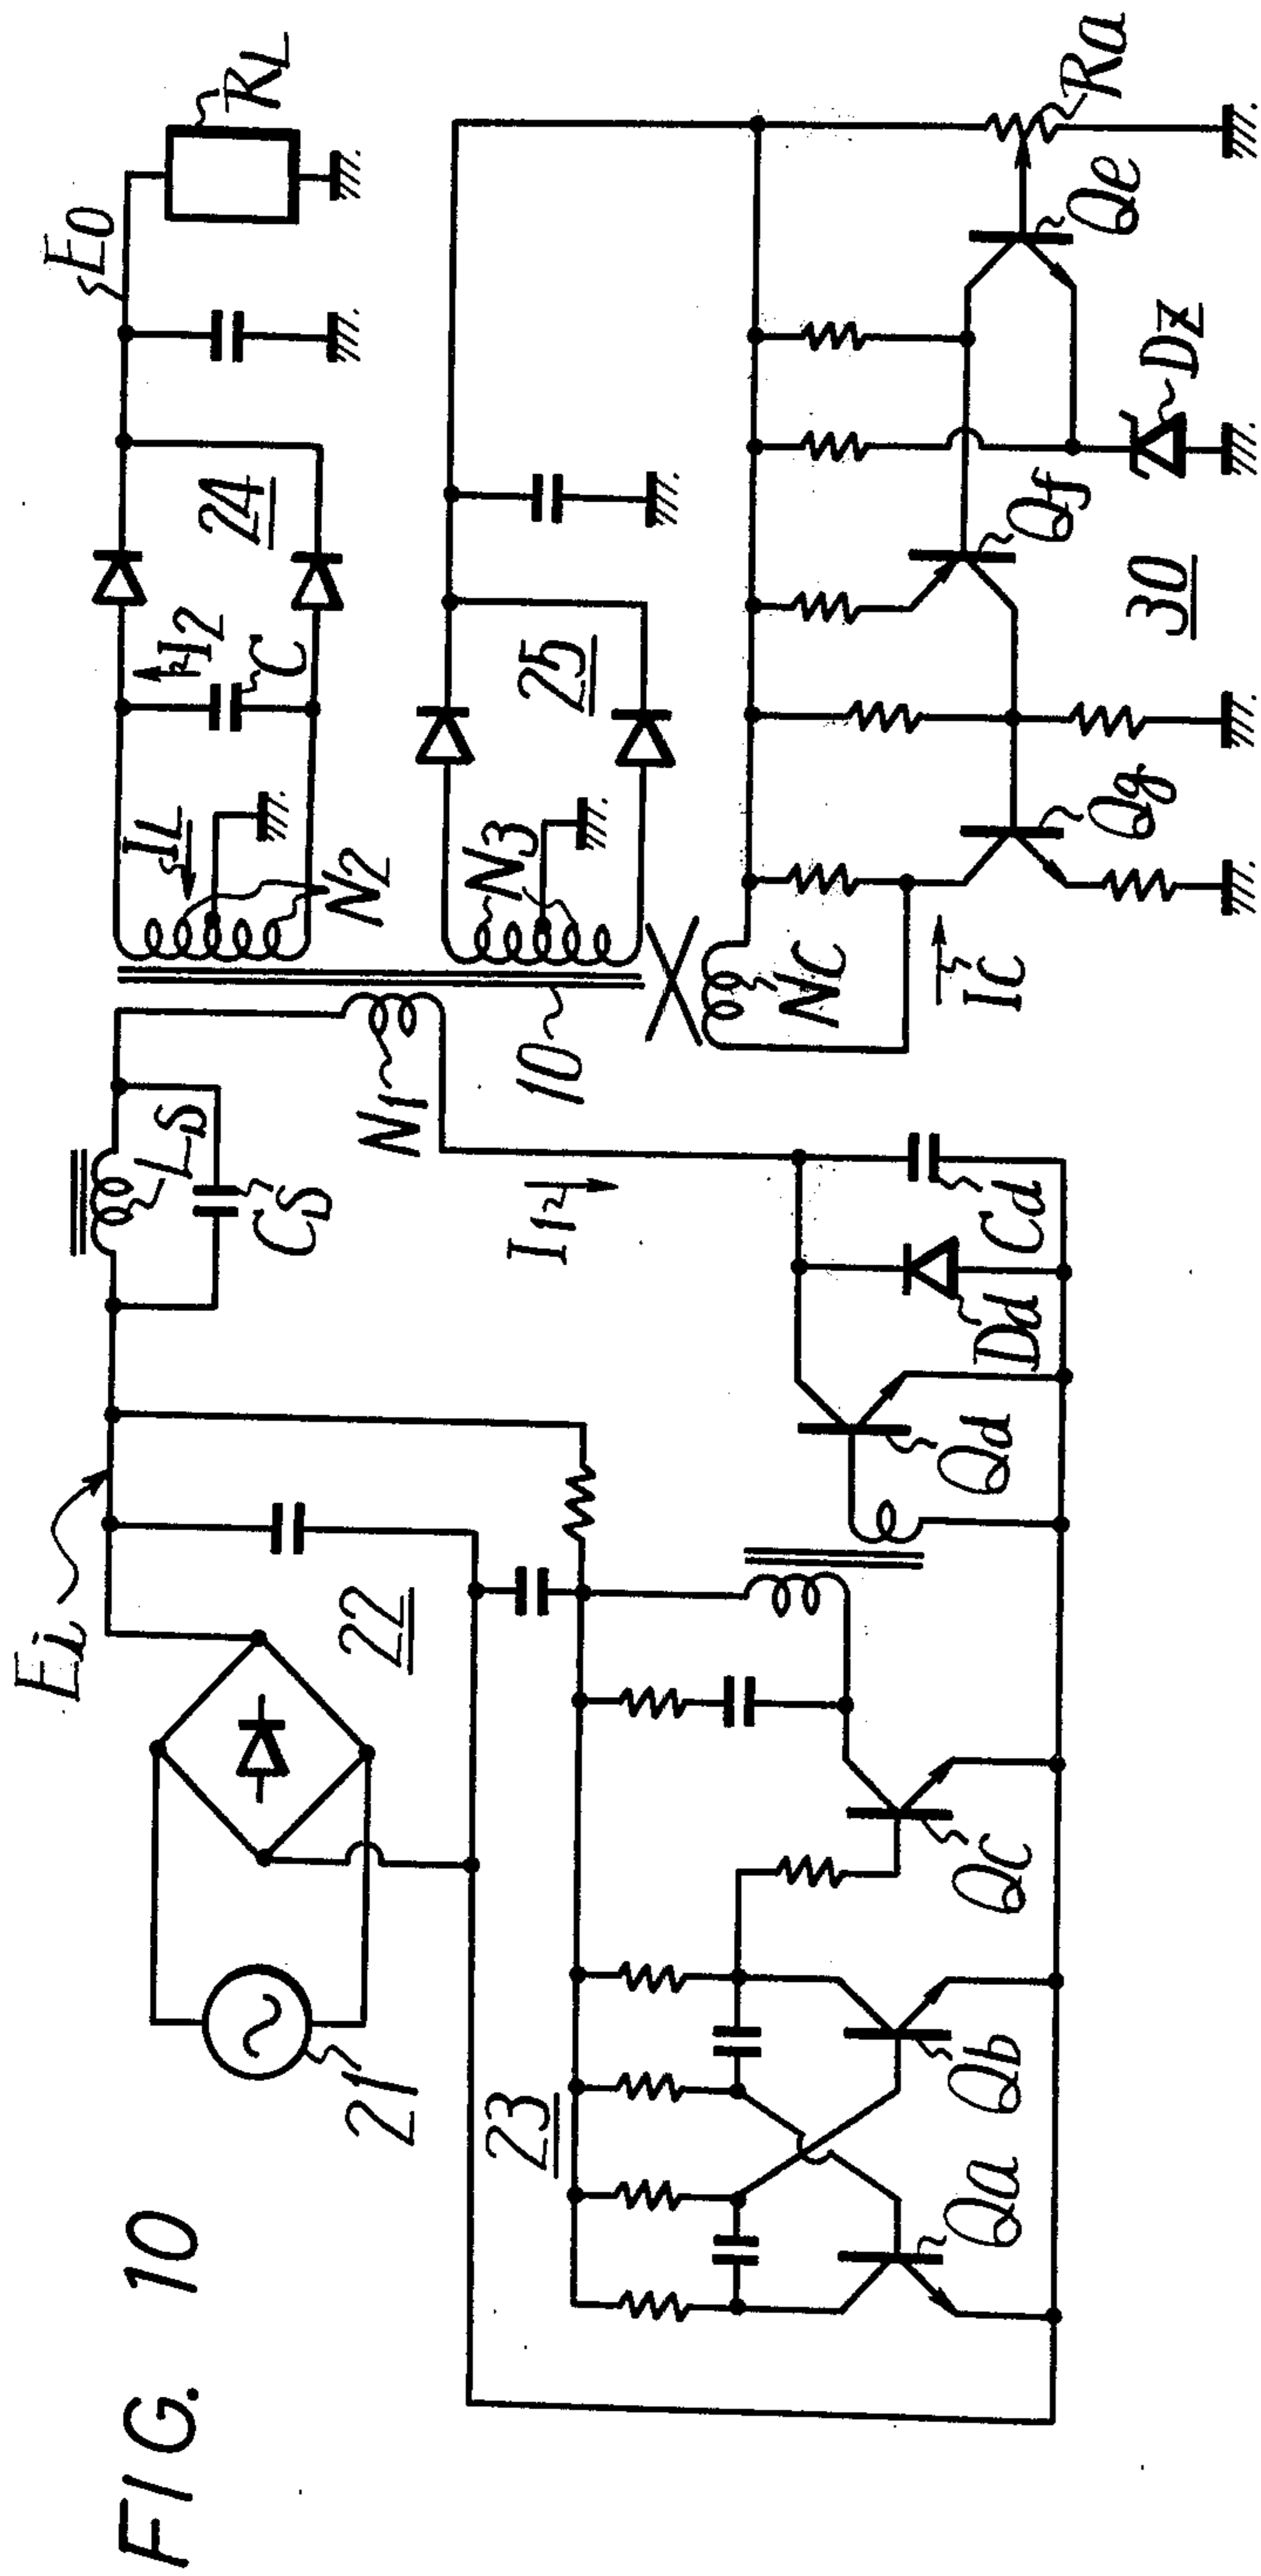 FIG. 10
Ei
LS
CS
21
22
23
N1
I1
10
Qa
Qb
Qc
Qd
Dd
Cd
IL
N2
I2
C
24
E0
RL
N3
25
NC
IC
Qg
Qf
30
Dz
Qe
Ra